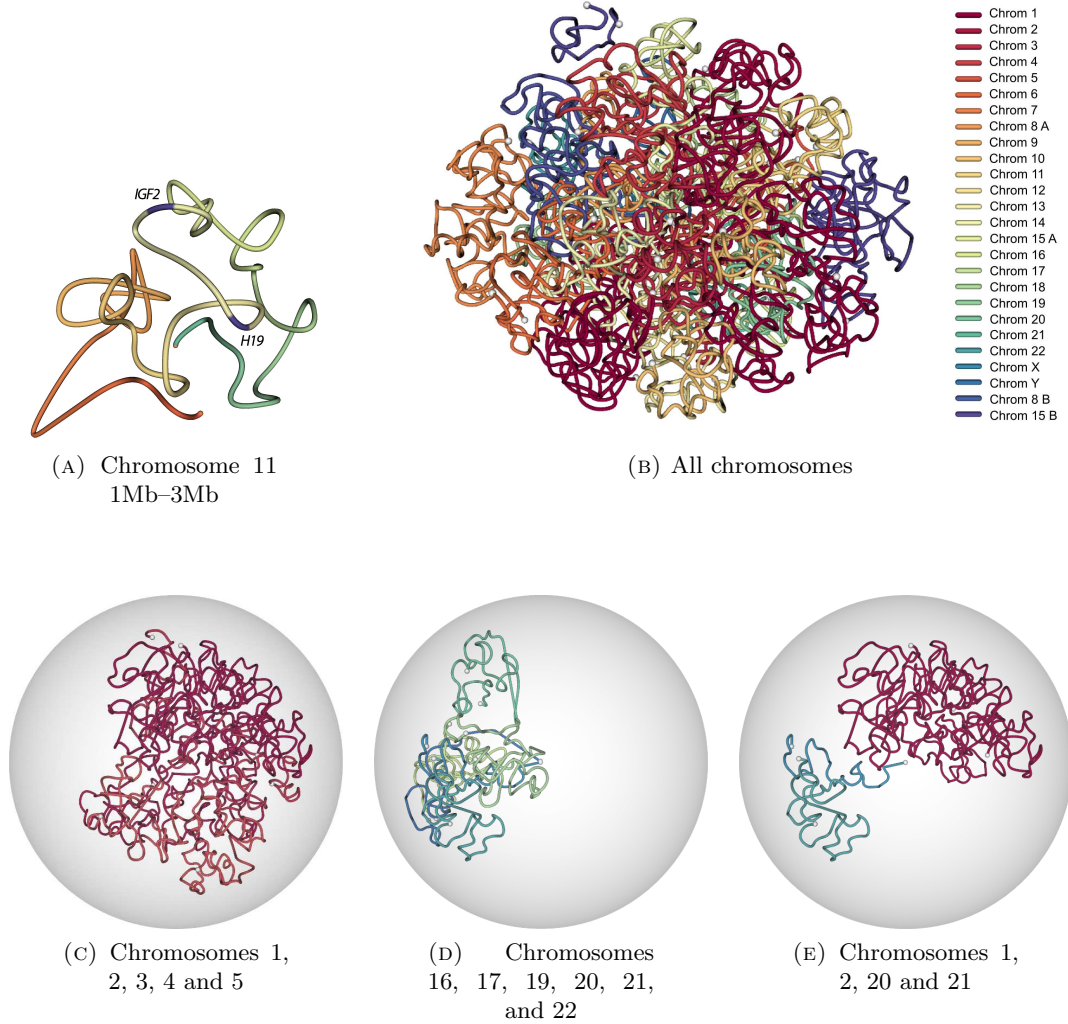 IGF2
H19
Chrom 1
Chrom 2
Chrom 3
Chrom 4
Chrom 5
Chrom 6
Chrom 7
Chrom 8 A
Chrom 9
Chrom 10
Chrom 11
Chrom 12
Chrom 13
Chrom 14
Chrom 15 A
Chrom 16
Chrom 17
Chrom 18
Chrom 19
Chrom 20
Chrom 21
Chrom 22
Chrom X
Chrom Y
Chrom 8 B
Chrom 15 B
(A) Chromosome 11
1Mb–3Mb
(B) All chromosomes
(C) Chromosomes 1,
2, 3, 4 and 5
(D) Chromosomes
16, 17, 19, 20, 21,
and 22
(E) Chromosomes 1,
2, 20 and 21